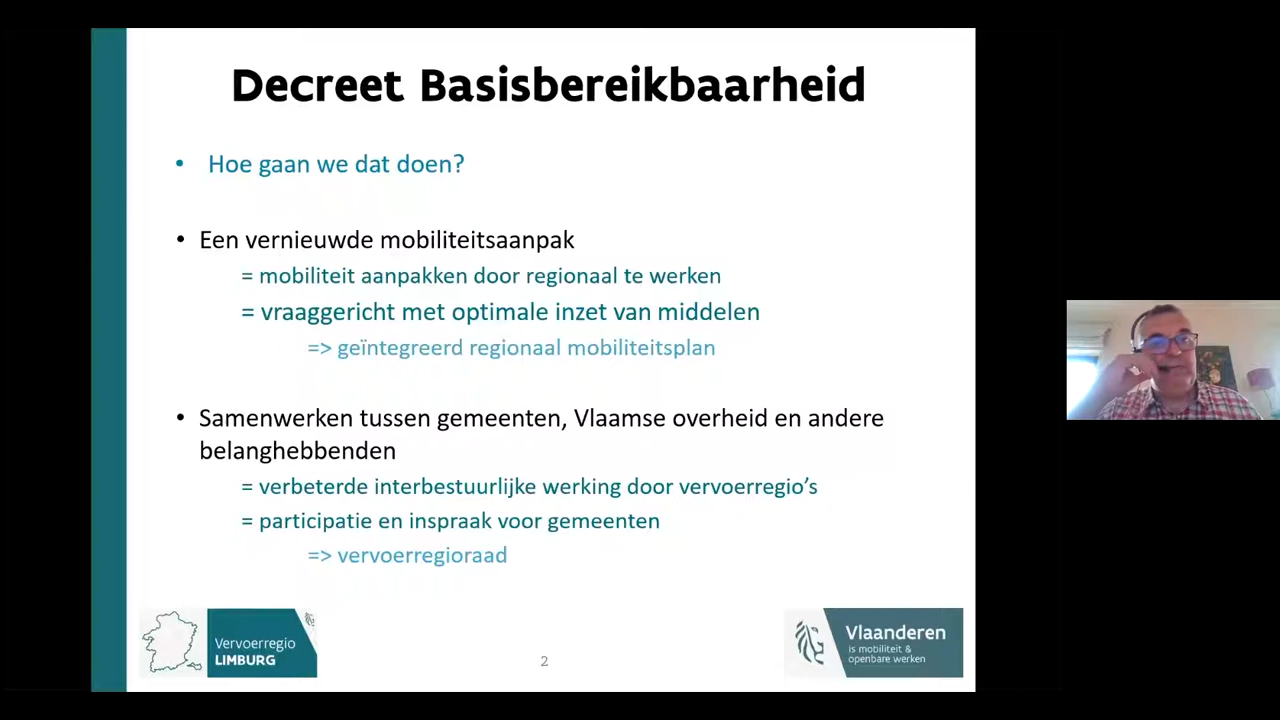 Decreet Basisbereikbaarheid
• Hoe gaan we dat doen?
• Een vernieuwde mobiliteitsaanpak
= mobiliteit aanpakken door regionaal te werken
= vraaggericht met optimale inzet van middelen
=> geïntegreerd regionaal mobiliteitsplan
• Samenwerken tussen gemeenten, Vlaamse overheid en andere
belanghebbenden
= verbeterde interbestuurlijke werking door vervoerregio’s
= participatie en inspraak voor gemeenten
=> vervoerregioraad
Vervoerregio
LIMBURG
2
Vlaanderen
is mobiliteit &
openbare werken